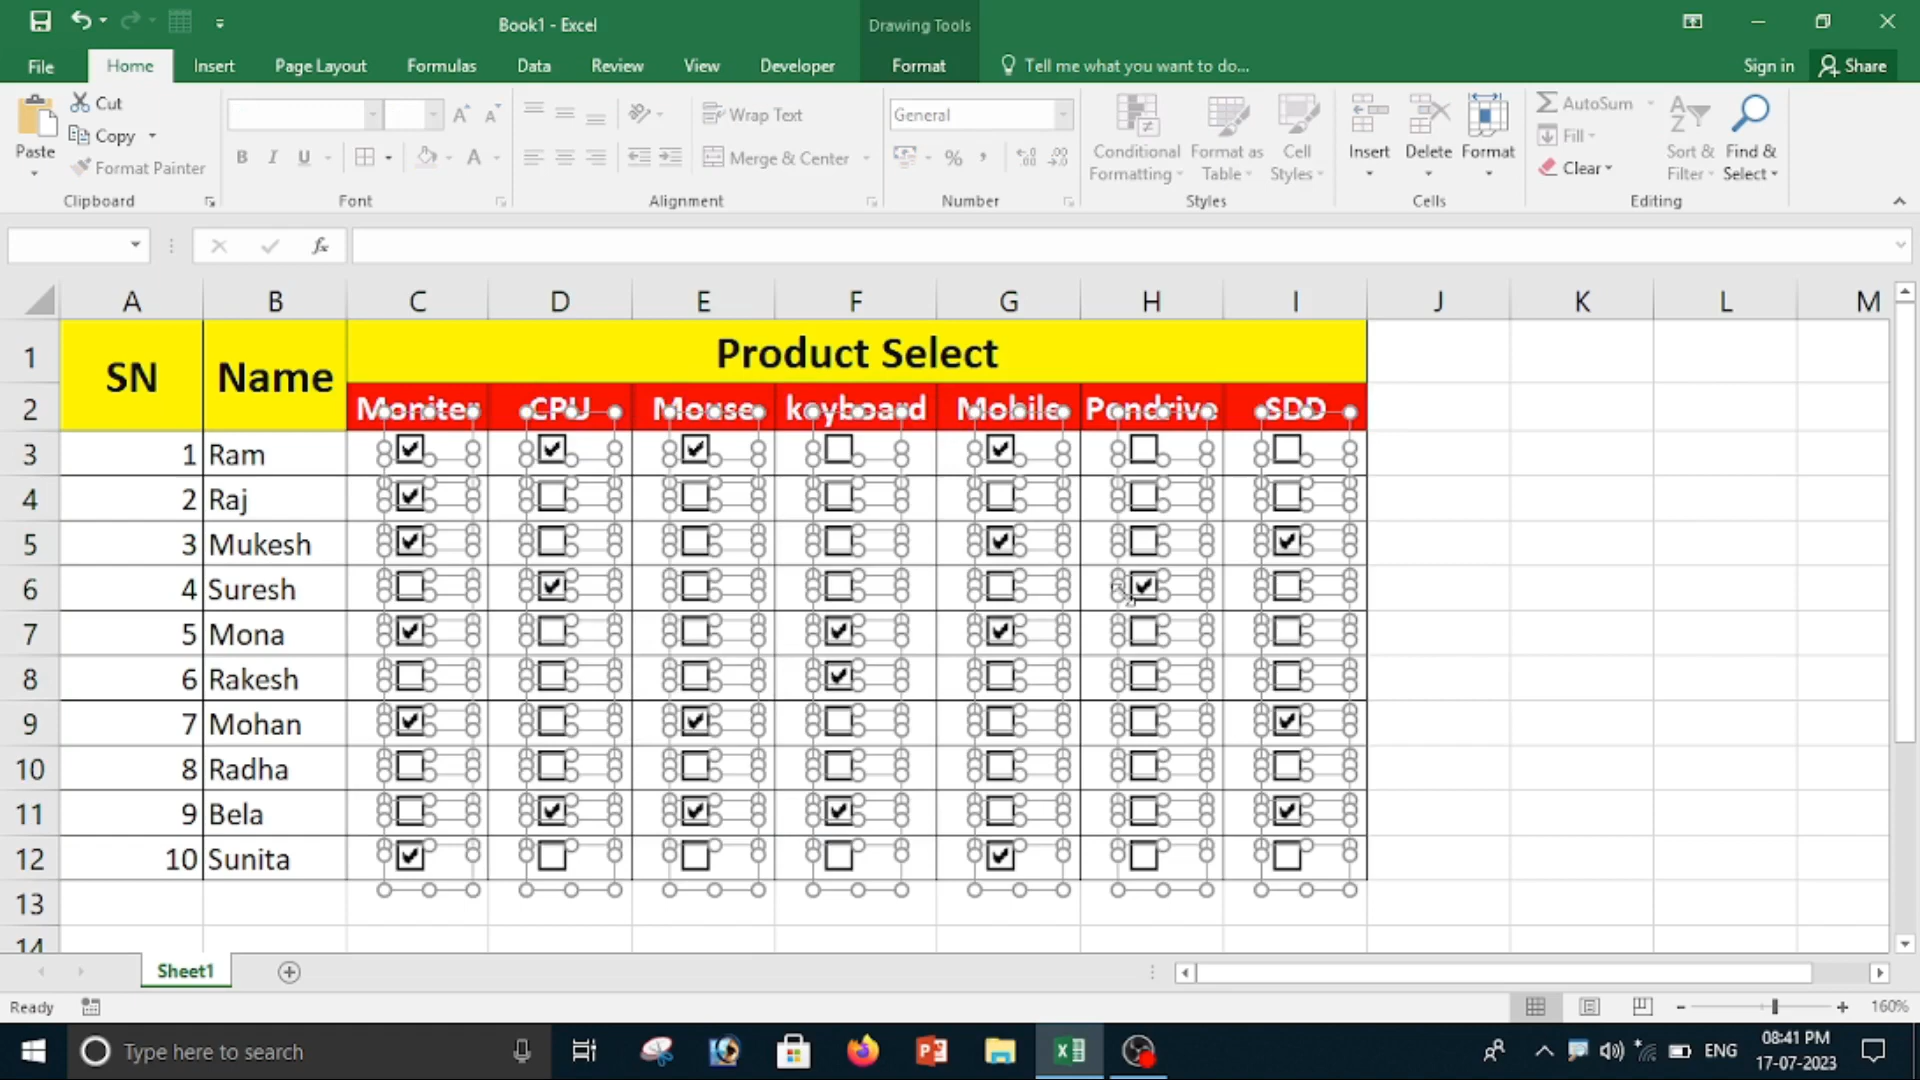 Book1 - Excel
Drawing Tools
File Home Insert Page Layout Formulas Data Review View Developer Format Tell me what you want to do... Sign in Share
Paste
Cut
Copy
Format Painter
Clipboard
B I U A
Font
Wrap Text
Merge & Center
Alignment
General
%
Number
Conditional Formatting
Format as Table
Cell Styles
Styles
Insert Delete Format
Cells
AutoSum
Fill
Clear
Sort & Filter
Find & Select
Editing
fx
A B C D E F G H I J K L M
1 SN Name Product Select
2 Moniter CPU Mouse keyboard Mobile Pendrive SDD
3 1 Ram
4 2 Raj
5 3 Mukesh
6 4 Suresh
7 5 Mona
8 6 Rakesh
9 7 Mohan
10 8 Radha
11 9 Bela
12 10 Sunita
13
14
Sheet1
Ready 160%
Type here to search
ENG
08:41 PM
17-07-2023